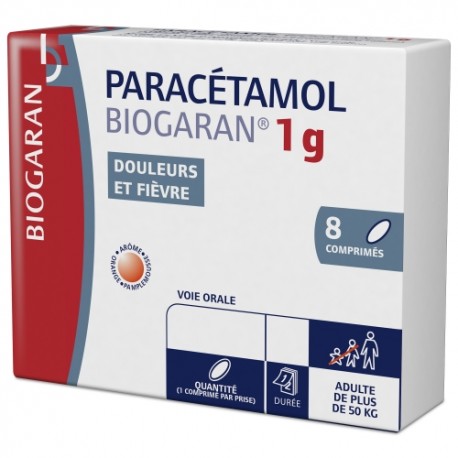 BIOGARAN
PARACÉTAMOL
BIOGARAN® 1 g
DOULEURS
ET FIÈVRE
8
COMPRIMÉS
ARÔME
ORANGE-PAMPLEMOUSSE
VOIE ORALE
QUANTITÉ
(1 COMPRIMÉ PAR PRISE)
DURÉE
ADULTE
DE PLUS
DE 50 KG